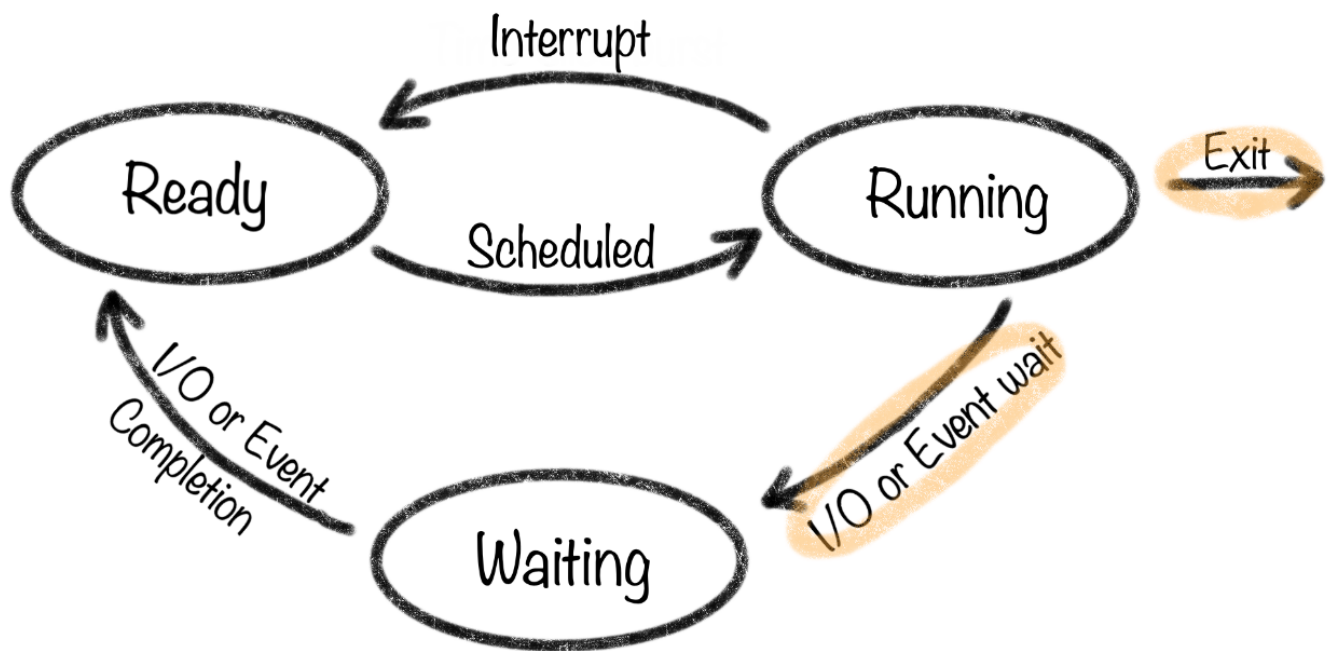 Interrupt
Ready
Running
Exit
Scheduled
I/O or Event
Completion
I/O or Event wait
Waiting